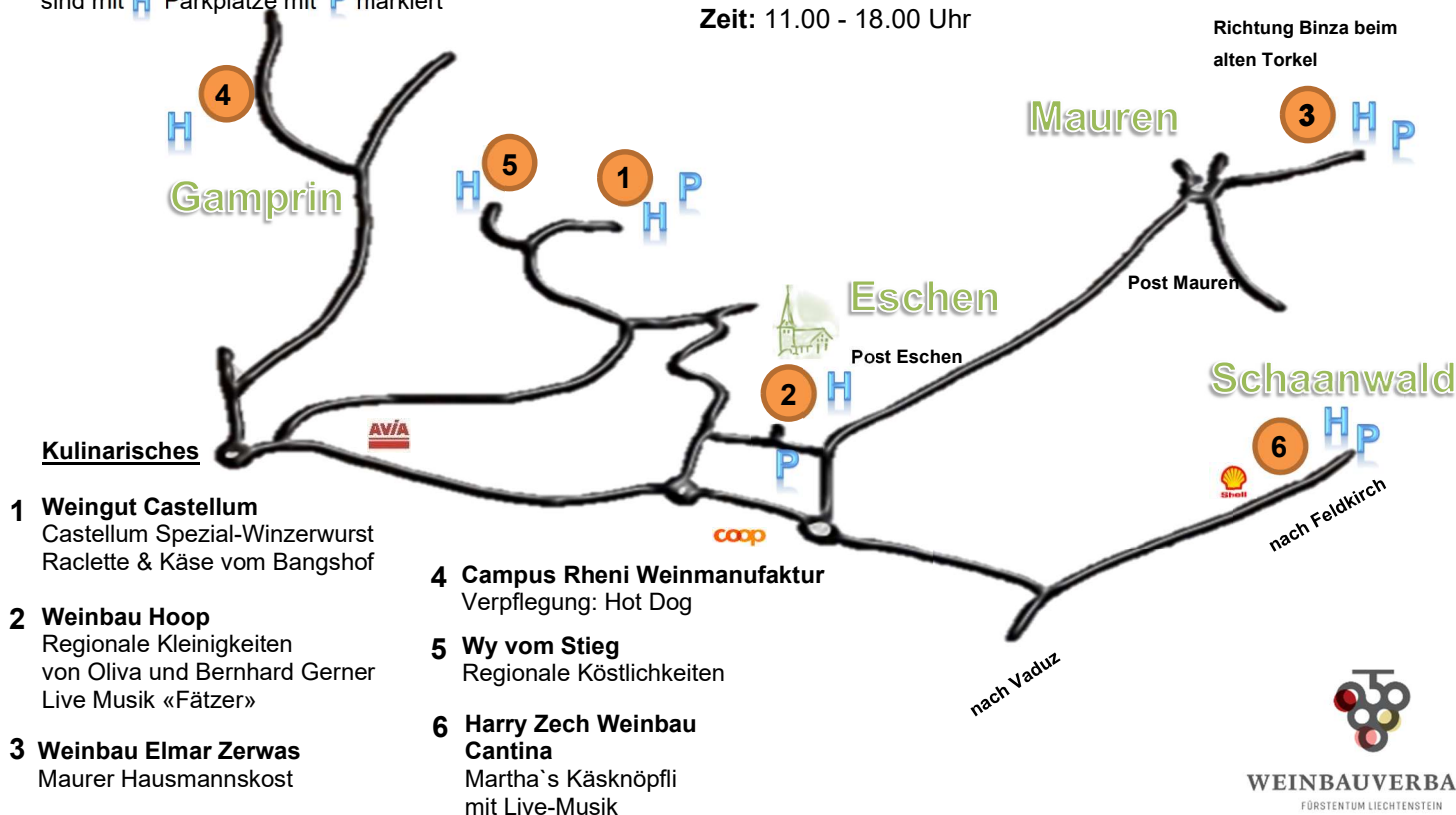 sind mit H Parkplätze mit P markiert
Zeit: 11.00 - 18.00 Uhr
Richtung Binza beim
alten Torkel
4
H
Gamprin
H
5
1
H
P
Mauren
3
H
P
Post Mauren
Eschen
Post Eschen
2
H
P
Schaanwald
H
P
6
Shell
nach Feldkirch
AVIA
coop
nach Vaduz
Kulinarisches
1 Weingut Castellum
Castellum Spezial-Winzerwurst
Raclette & Käse vom Bangshof
2 Weinbau Hoop
Regionale Kleinigkeiten
von Oliva und Bernhard Gerner
Live Musik «Fätzer»
3 Weinbau Elmar Zerwas
Maurer Hausmannskost
4 Campus Rheni Weinmanufaktur
Verpflegung: Hot Dog
5 Wy vom Stieg
Regionale Köstlichkeiten
6 Harry Zech Weinbau
Cantina
Martha`s Käsknöpfli
mit Live-Musik
WEINBAUVERBA
FÜRSTENTUM LIECHTENSTEIN